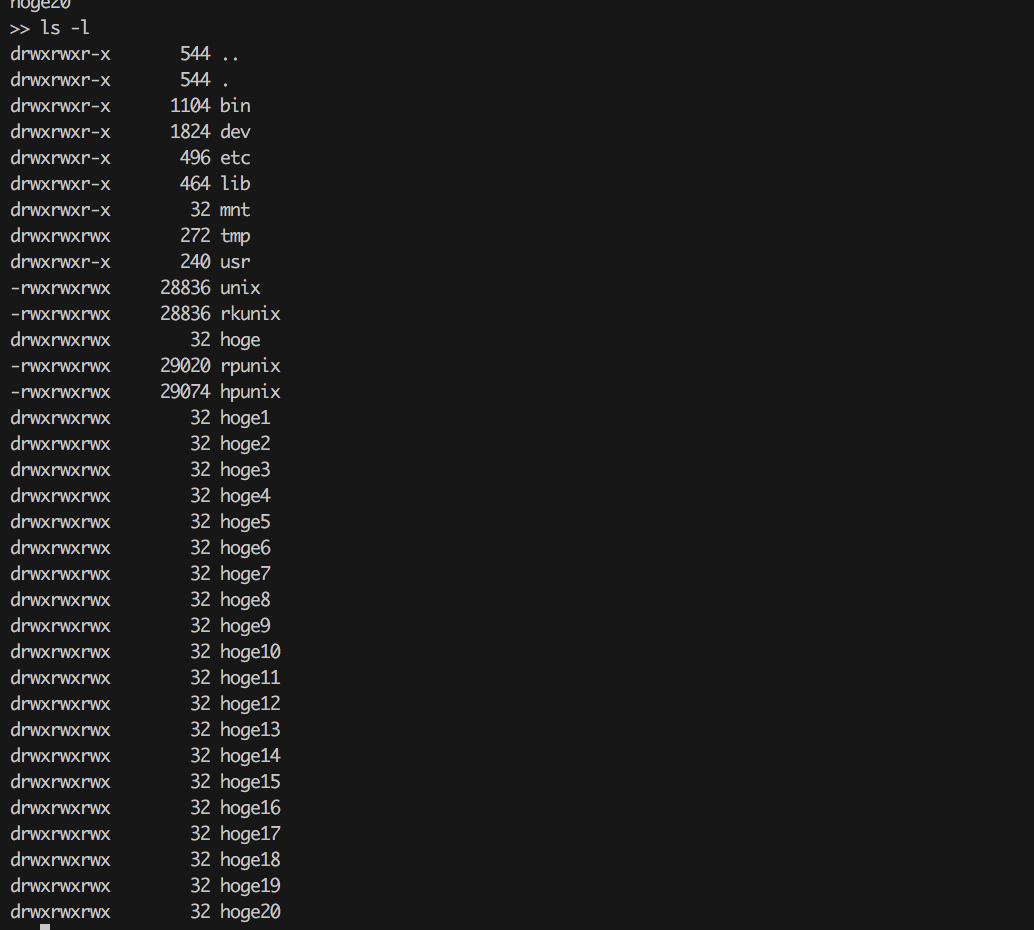 hoge20
>> ls -l
drwxrwxr-x       544 ..
drwxrwxr-x       544 .
drwxrwxr-x      1104 bin
drwxrwxr-x      1824 dev
drwxrwxr-x       496 etc
drwxrwxr-x       464 lib
drwxrwxr-x        32 mnt
drwxrwxrwx       272 tmp
drwxrwxr-x       240 usr
-rwxrwxrwx     28836 unix
-rwxrwxrwx     28836 rkunix
drwxrwxrwx        32 hoge
-rwxrwxrwx     29020 rpunix
-rwxrwxrwx     29074 hpunix
drwxrwxrwx        32 hoge1
drwxrwxrwx        32 hoge2
drwxrwxrwx        32 hoge3
drwxrwxrwx        32 hoge4
drwxrwxrwx        32 hoge5
drwxrwxrwx        32 hoge6
drwxrwxrwx        32 hoge7
drwxrwxrwx        32 hoge8
drwxrwxrwx        32 hoge9
drwxrwxrwx        32 hoge10
drwxrwxrwx        32 hoge11
drwxrwxrwx        32 hoge12
drwxrwxrwx        32 hoge13
drwxrwxrwx        32 hoge14
drwxrwxrwx        32 hoge15
drwxrwxrwx        32 hoge16
drwxrwxrwx        32 hoge17
drwxrwxrwx        32 hoge18
drwxrwxrwx        32 hoge19
drwxrwxrwx        32 hoge20